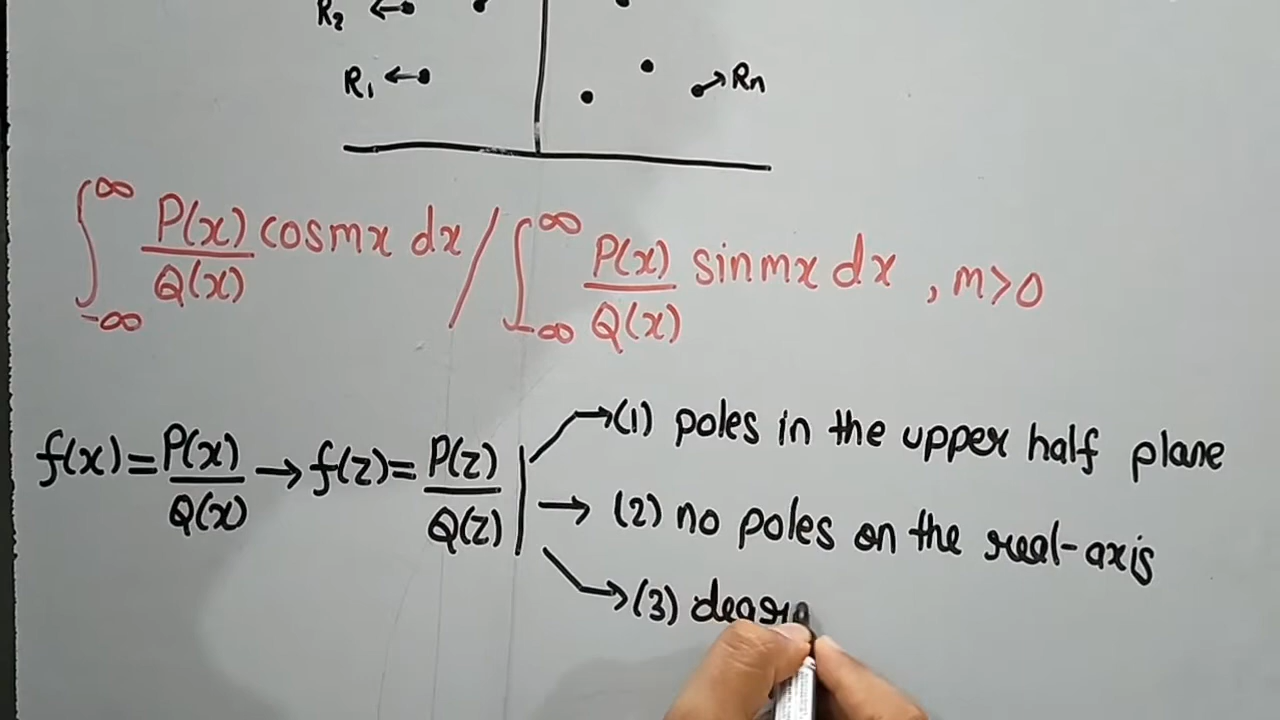 R₂
R₁
Rn
∫_{-∞}^{∞} P(x)/Q(x) cosmx dx / ∫_{-∞}^{∞} P(x)/Q(x) sinmx dx , m>0
f(x)=P(x)/Q(x) → f(z)=P(z)/Q(z)
→(1) poles in the upper half plane
→ (2) no poles on the real-axis
→(3) degre